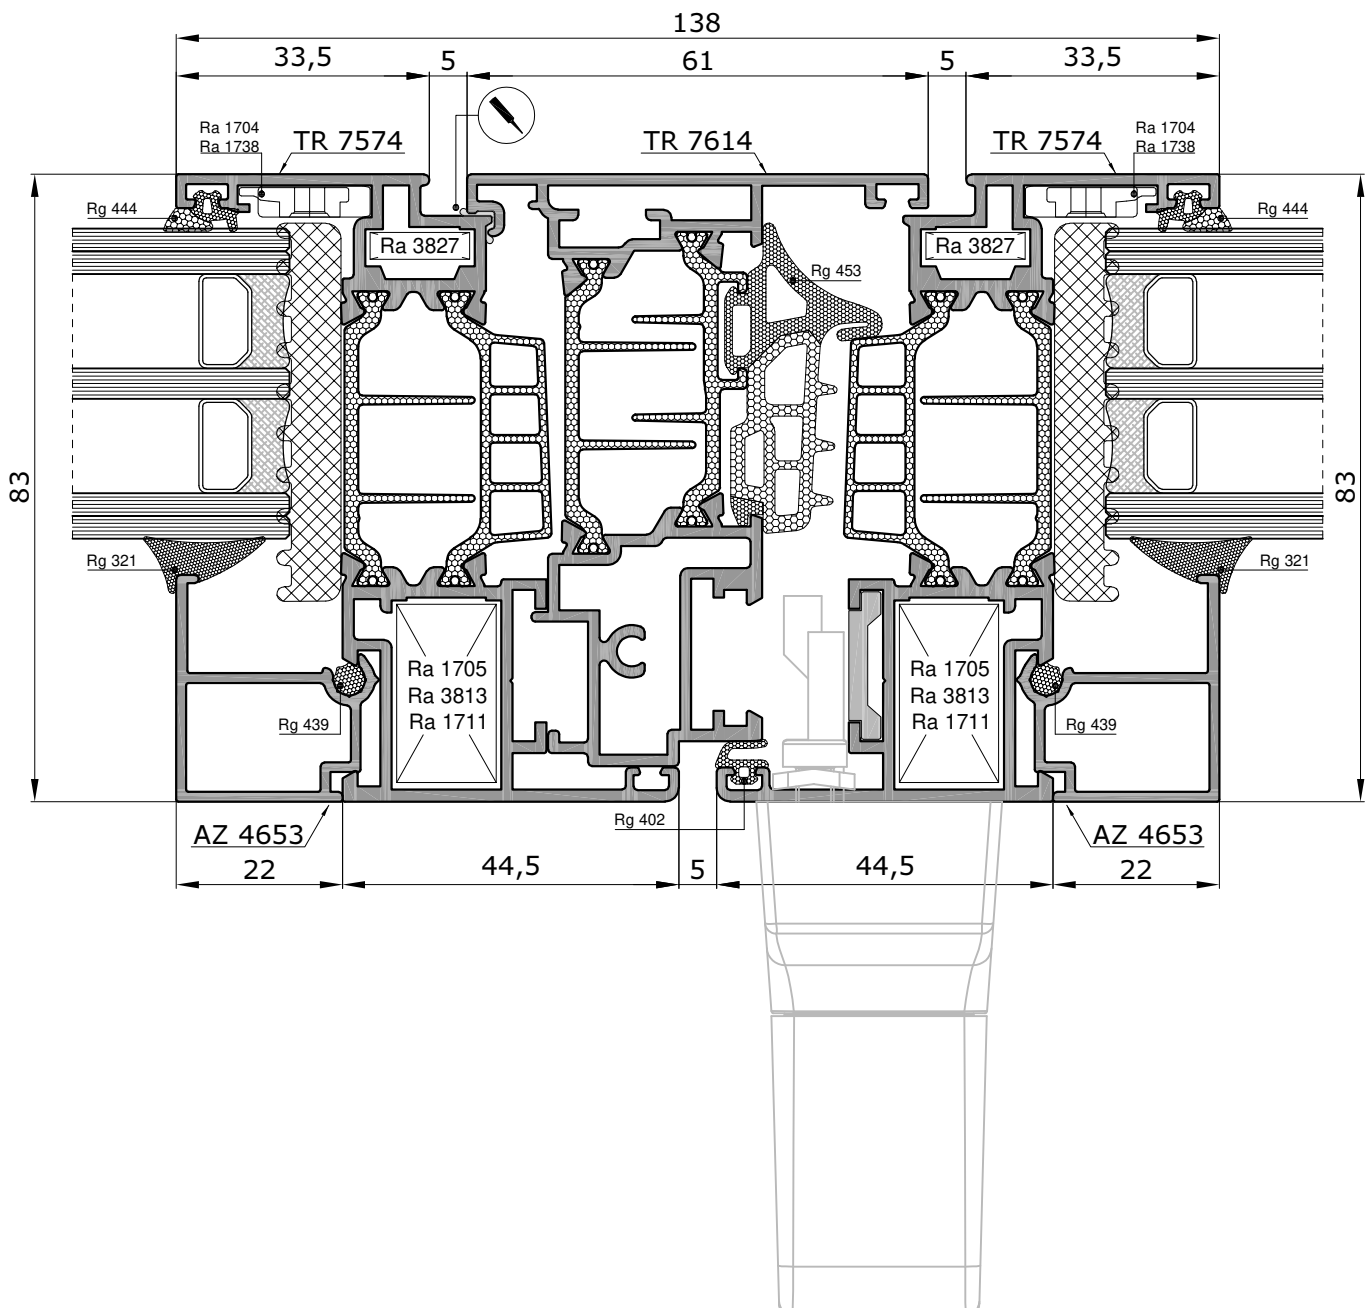 138
33,5
5
61
5
33,5
Ra 1704
Ra 1738
TR 7574
TR 7614
TR 7574
Ra 1704
Ra 1738
Rg 444
Rg 444
Ra 3827
Rg 453
Ra 3827
83
83
Rg 321
Rg 321
Ra 1705
Ra 3813
Ra 1711
Ra 1705
Ra 3813
Ra 1711
Rg 439
Rg 439
Rg 402
AZ 4653
AZ 4653
22
44,5
5
44,5
22